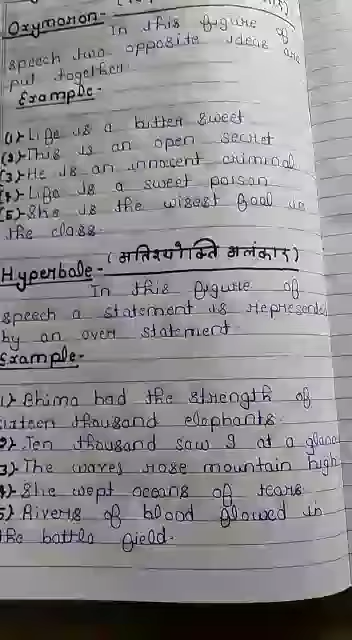 Oxymoron-
In this figure of
speech two opposite ideas are
put together.
Example-
(1) Life is a bitter sweet
(2) This is an open secret
(3) He is an innocent criminal
(4) Life is a sweet poison
(5) She is the wisest fool in
the class.
Hyperbole- (अतिश्योक्ति अलंकार)
In this figure of
speech a statement is represented
by an over statement.
Example-
1) Bhima had the strength of
sixteen thousand elephants.
2) Ten thousand saw I at a glance
3) The waves rose mountain high
4) She wept oceans of tears
5) Rivers of blood flowed in
the battle field.